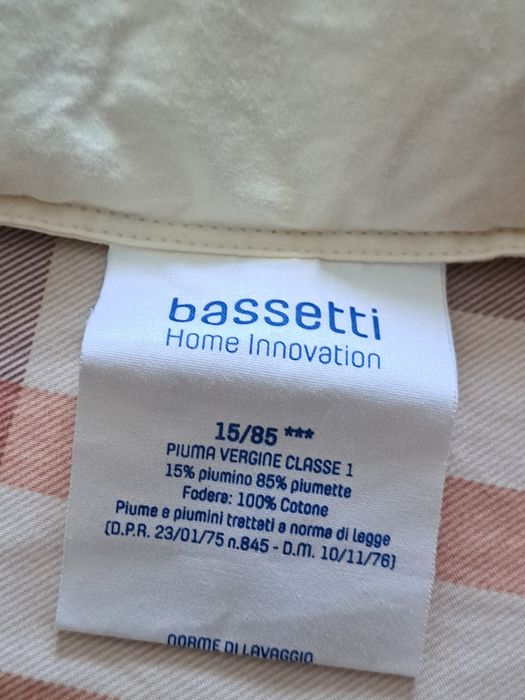 bassetti
Home Innovation
15/85 ***
PIUMA VERGINE CLASSE 1
15% piumino 85% piumette
Fodera: 100% Cotone
Piume e piumini trattati a norma di legge
(D.P.R. 23/01/75 n.845 - D.M. 10/11/76)
NORME DI LAVAGGIO